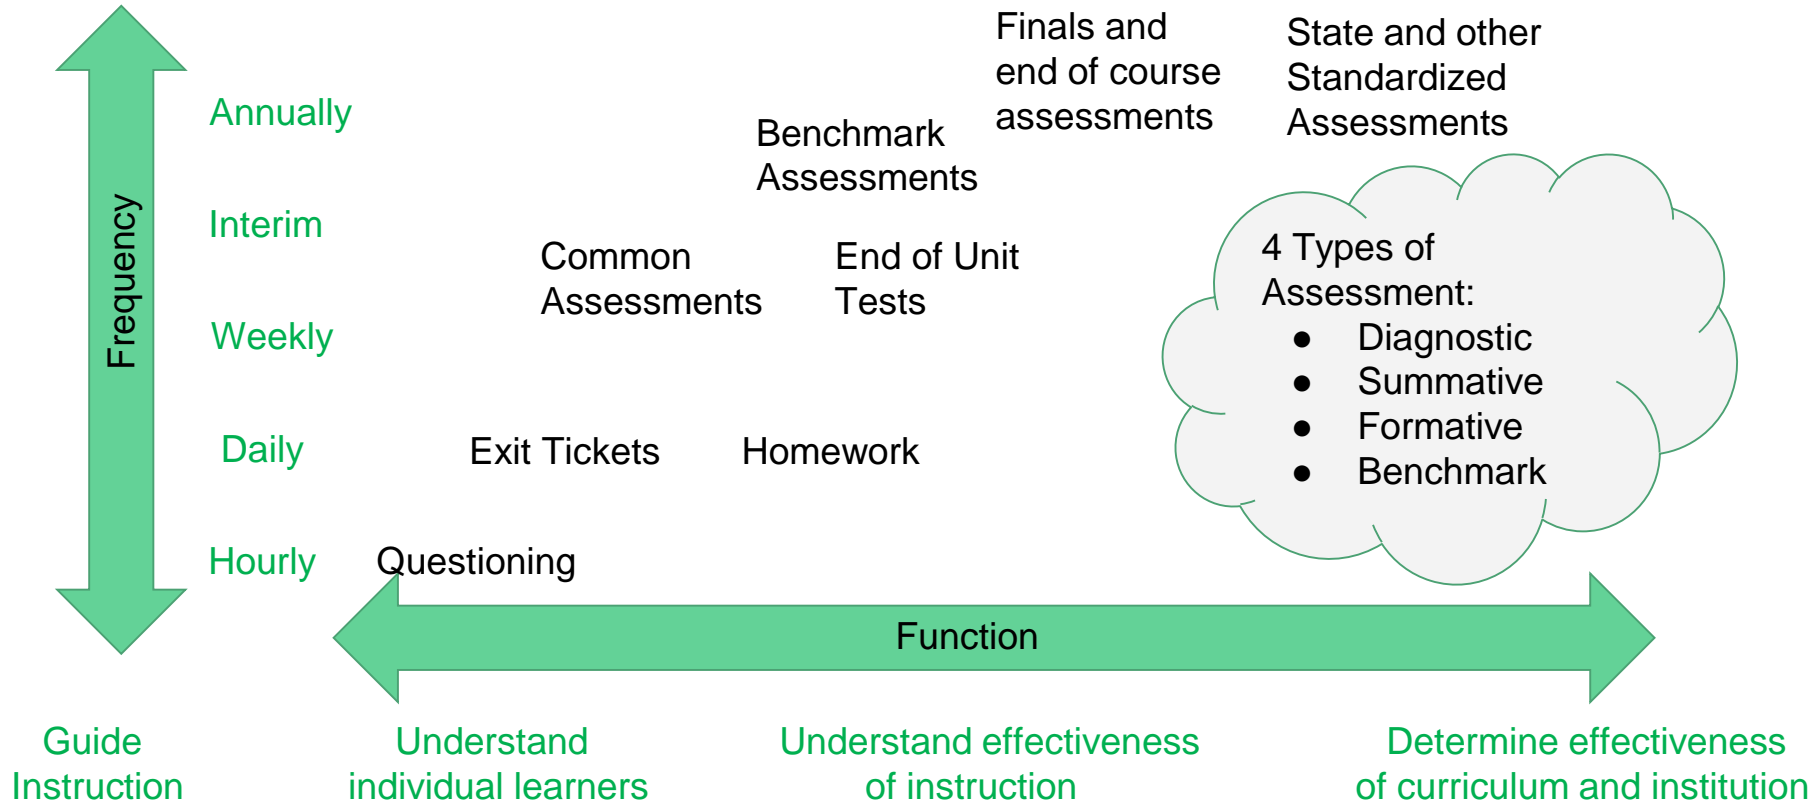 Finals and
end of course
assessments
State and other
Standardized
Assessments
Annually
Benchmark
Assessments
Frequency
Interim
Common
Assessments
End of Unit
Tests
4 Types of
Assessment:
● Diagnostic
● Summative
● Formative
● Benchmark
Weekly
Daily
Exit Tickets
Homework
Hourly
Questioning
Function
Guide
Instruction
Understand
individual learners
Understand effectiveness
of instruction
Determine effectiveness
of curriculum and institution